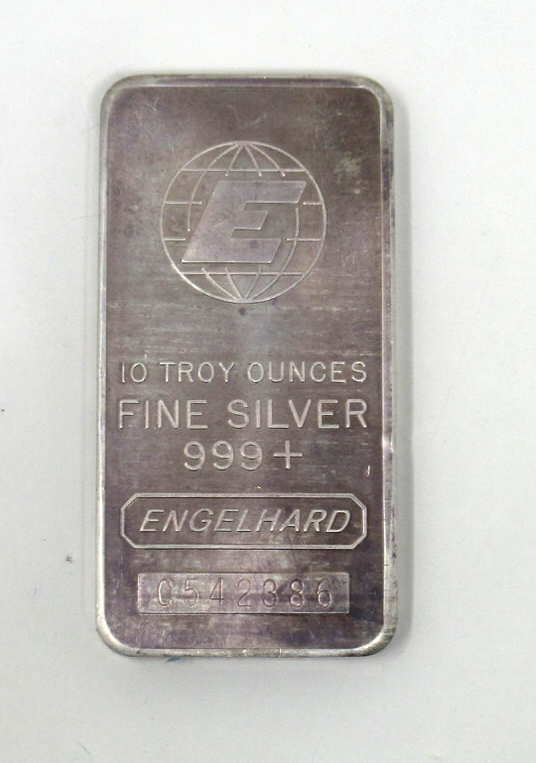 E
10 TROY OUNCES
FINE SILVER
999+
ENGELHARD
C542386